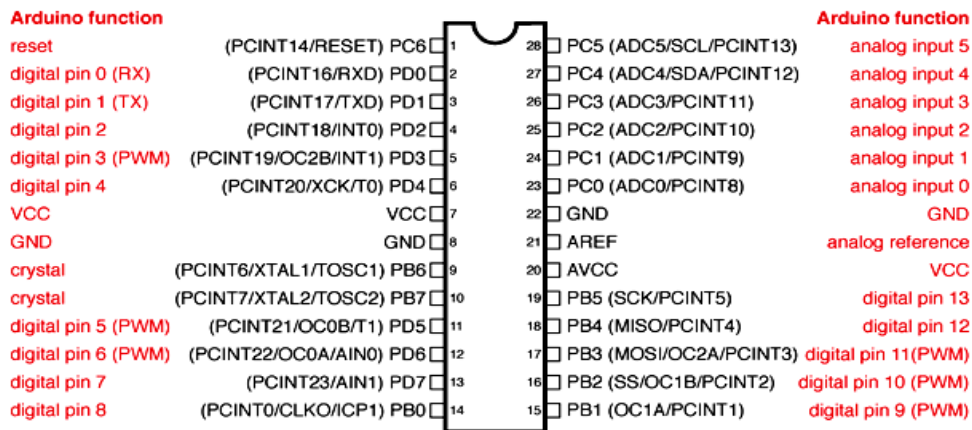 Arduino function Arduino function
reset (PCINT14/RESET) PC6 1 28 PC5 (ADC5/SCL/PCINT13) analog input 5
digital pin 0 (RX) (PCINT16/RXD) PD0 2 27 PC4 (ADC4/SDA/PCINT12) analog input 4
digital pin 1 (TX) (PCINT17/TXD) PD1 3 26 PC3 (ADC3/PCINT11) analog input 3
digital pin 2 (PCINT18/INT0) PD2 4 25 PC2 (ADC2/PCINT10) analog input 2
digital pin 3 (PWM) (PCINT19/OC2B/INT1) PD3 5 24 PC1 (ADC1/PCINT9) analog input 1
digital pin 4 (PCINT20/XCK/T0) PD4 6 23 PC0 (ADC0/PCINT8) analog input 0
VCC VCC 7 22 GND GND
GND GND 8 21 AREF analog reference
crystal (PCINT6/XTAL1/TOSC1) PB6 9 20 AVCC VCC
crystal (PCINT7/XTAL2/TOSC2) PB7 10 19 PB5 (SCK/PCINT5) digital pin 13
digital pin 5 (PWM) (PCINT21/OC0B/T1) PD5 11 18 PB4 (MISO/PCINT4) digital pin 12
digital pin 6 (PWM) (PCINT22/OC0A/AIN0) PD6 12 17 PB3 (MOSI/OC2A/PCINT3) digital pin 11(PWM)
digital pin 7 (PCINT23/AIN1) PD7 13 16 PB2 (SS/OC1B/PCINT2) digital pin 10 (PWM)
digital pin 8 (PCINT0/CLKO/ICP1) PB0 14 15 PB1 (OC1A/PCINT1) digital pin 9 (PWM)